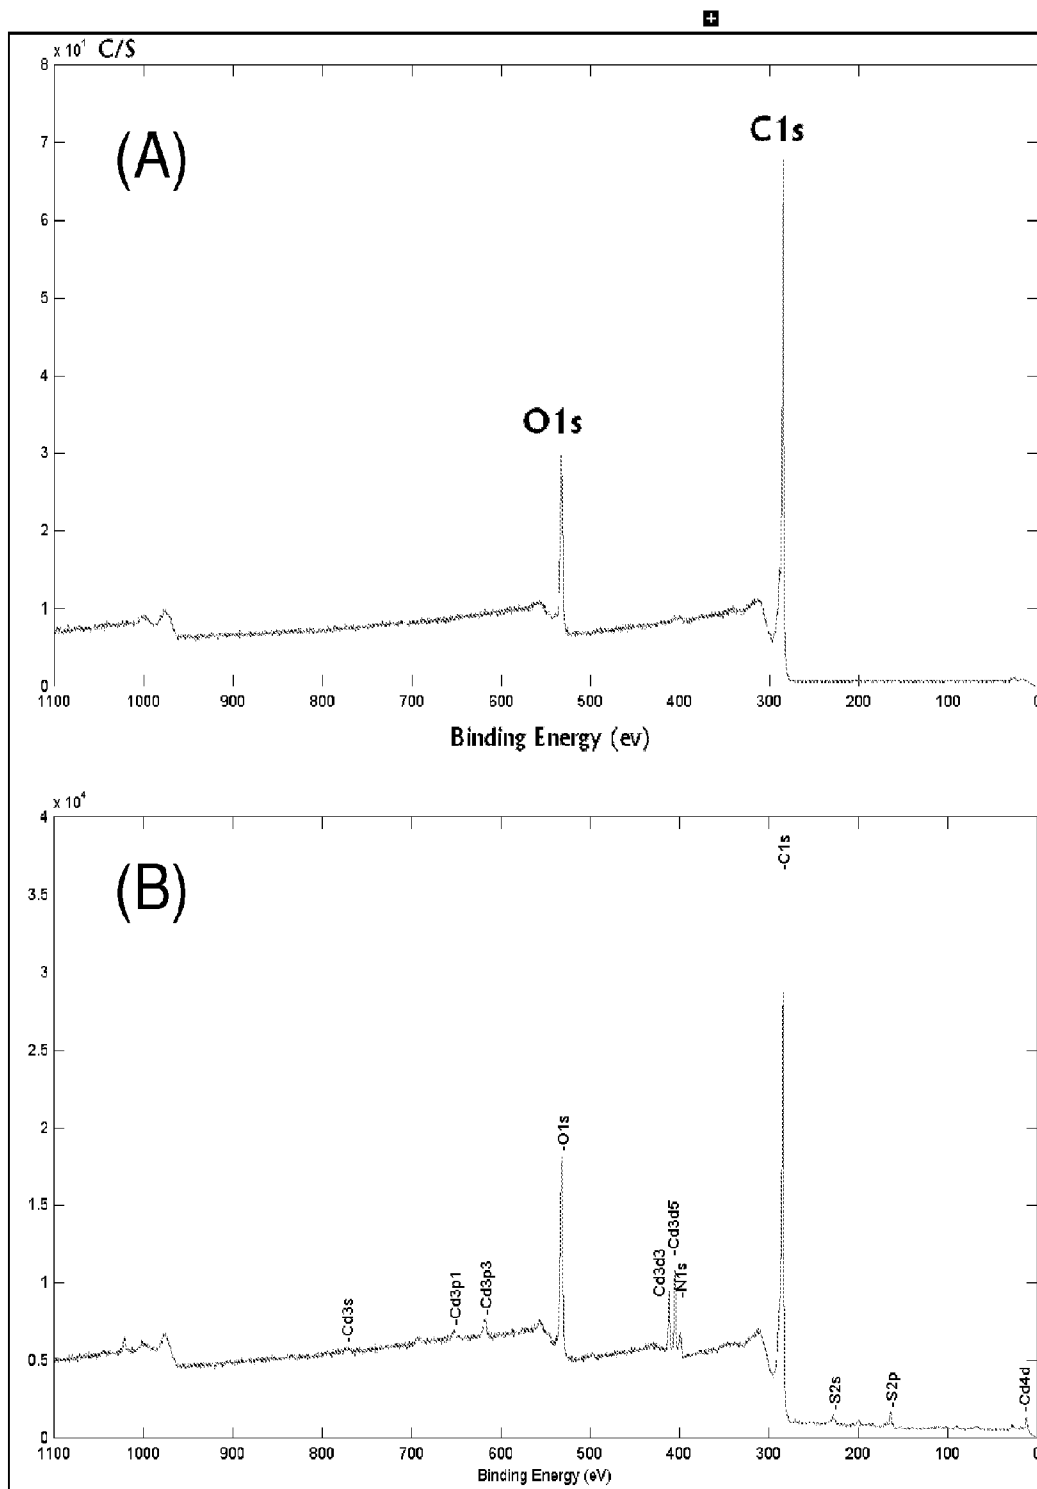 x 10⁴ C/S
8
7
6
5
4
3
2
1
0
(A)
C1s
O1s
1100 1000 900 800 700 600 500 400 300 200 100 0
Binding Energy (ev)
x 10⁴
4
3.5
3
2.5
2
1.5
1
0.5
0
(B)
-C1s
-O1s
-Cd3s
-Cd3p1
-Cd3p3
Cd3d3
-Cd3d5
-N1s
-S2s
-S2p
-Cd4d
1100 1000 900 800 700 600 500 400 300 200 100 0
Binding Energy (eV)